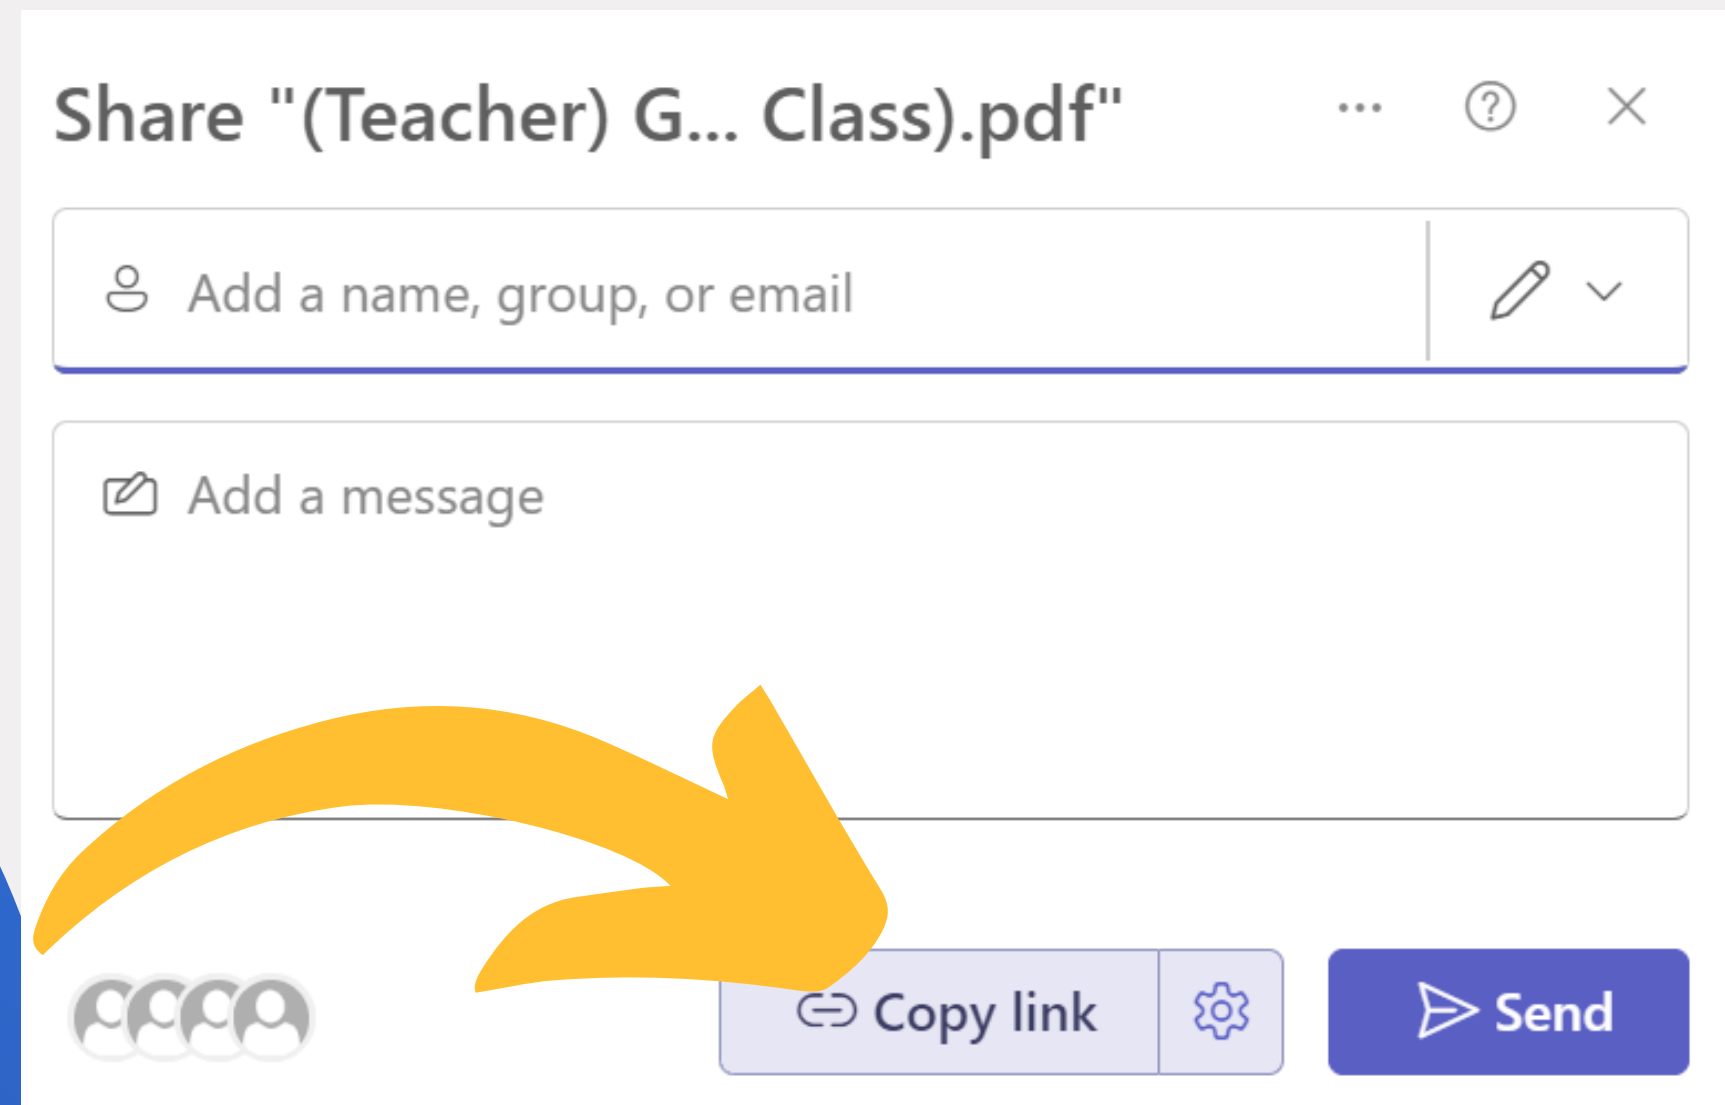 Share "(Teacher) G... Class).pdf"
Add a name, group, or email
Add a message
Copy link
Send